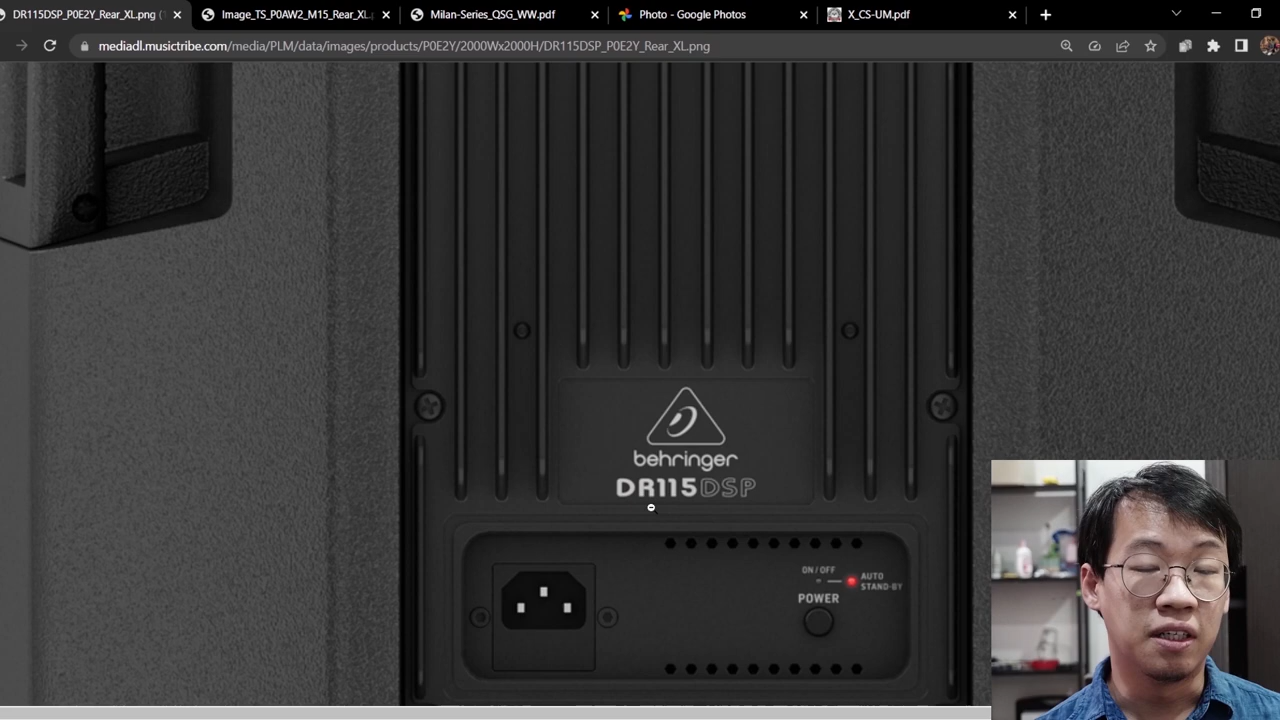 DR115DSP_P0E2Y_Rear_XL.png (
Image_TS_P0AW2_M15_Rear_XL.
Milan-Series_QSG_WW.pdf
Photo - Google Photos
X_CS-UM.pdf
mediadl.musictribe.com/media/PLM/data/images/products/P0E2Y/2000Wx2000H/DR115DSP_P0E2Y_Rear_XL.png
behringer
DR115DSP
ON / OFF
AUTO
STAND-BY
POWER